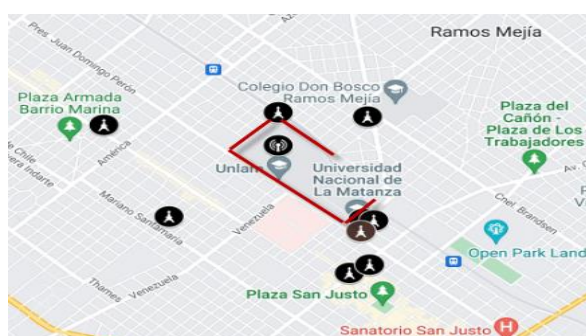 Ramos Mejía
Pres. Juan Domingo Perón
Colegio Don Bosco
Ramos Mejía
Plaza Armada
Barrio Marina
Plaza del
Cañón -
Plaza de Los
Trabajadores
América
Unlam
Universidad
Nacional de
La Matanza
Av.
Mariano Santamaría
Venezuela
Cnel. Brandsen
Open Park Land
Thames
Venezuela
Plaza San Justo
Sanatorio San Justo